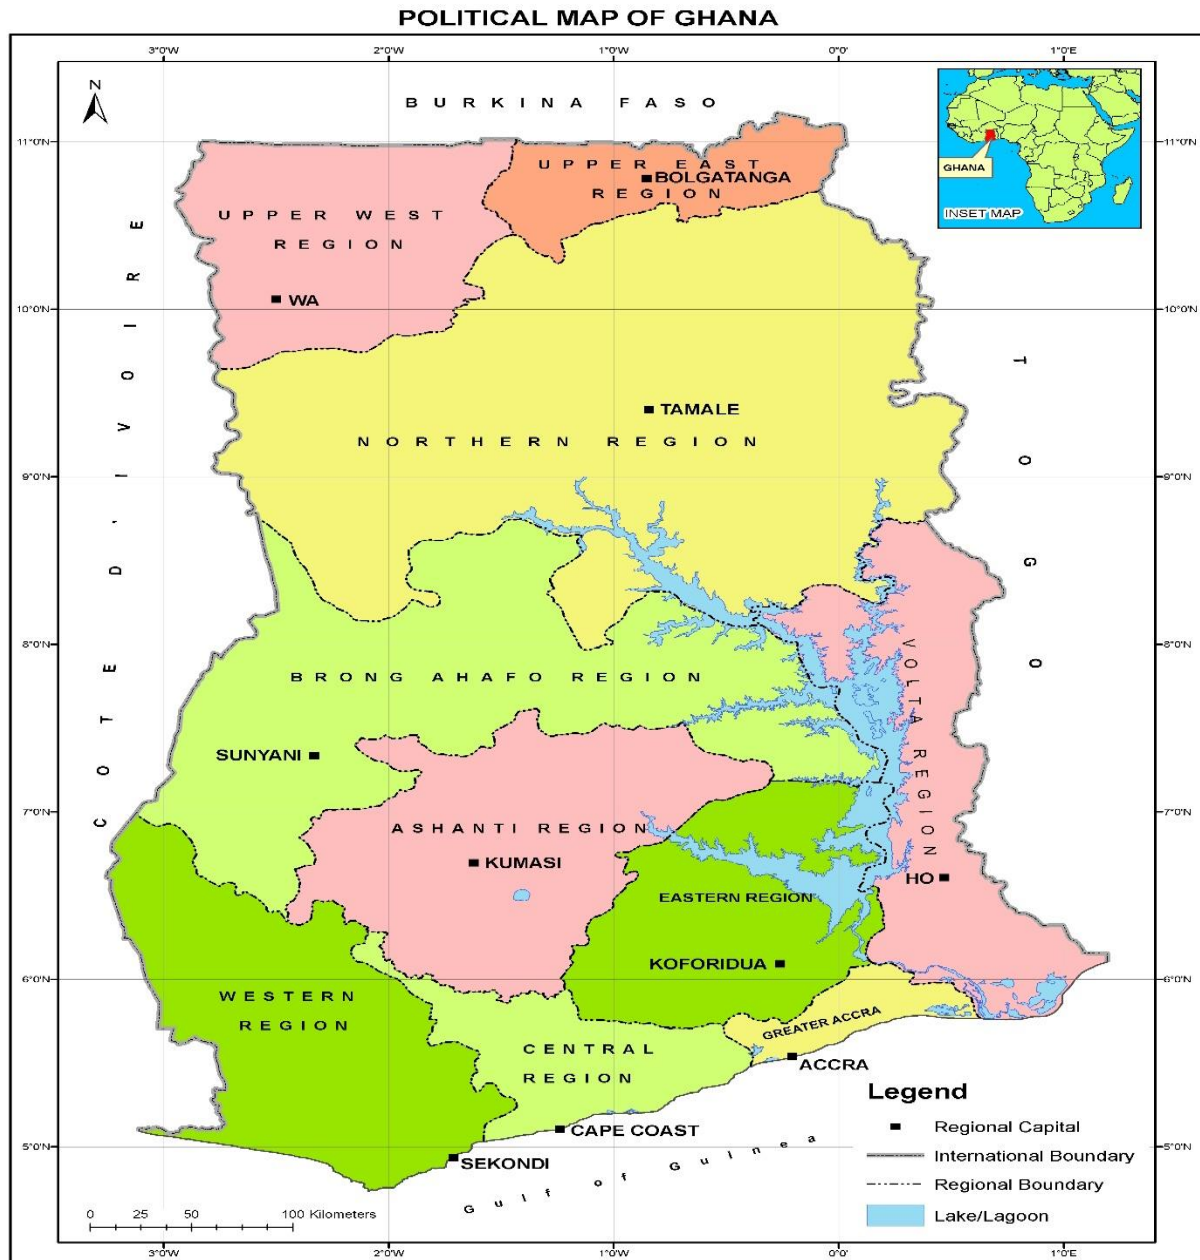 POLITICAL MAP OF GHANA
3°0'W 2°0'W 1°0'W 0°0' 1°0'E
N
BURKINA FASO
GHANA
INSET MAP
11°0'N 11°0'N
UPPER EAST
REGION
BOLGATANGA
UPPER WEST
REGION
WA
10°0'N 10°0'N
COTE D'IVOIRE
TOGO
TAMALE
NORTHERN REGION
9°0'N 9°0'N
8°0'N 8°0'N
BRONG AHAFO REGION
VOLTA REGION
SUNYANI
7°0'N 7°0'N
ASHANTI REGION
KUMASI
HO
EASTERN REGION
KOFORIDUA
6°0'N 6°0'N
WESTERN
REGION
GREATER ACCRA
CENTRAL
REGION
ACCRA
CAPE COAST
5°0'N 5°0'N
SEKONDI
Gulf of Guinea
Legend
Regional Capital
International Boundary
Regional Boundary
Lake/Lagoon
0 25 50 100 Kilometers
3°0'W 2°0'W 1°0'W 0°0' 1°0'E